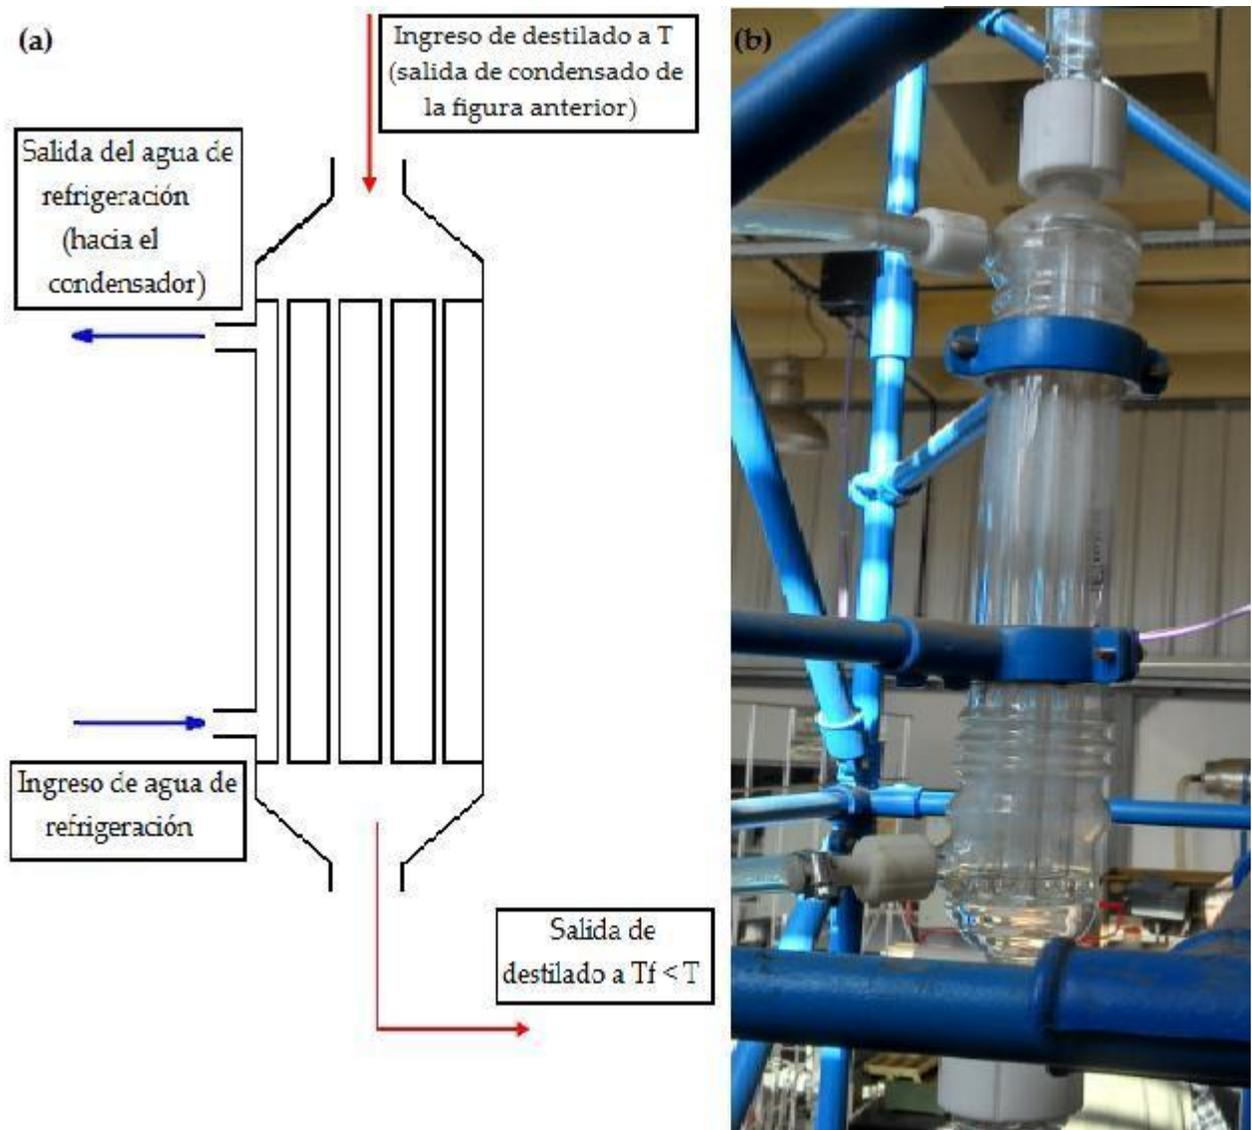 (a)
Ingreso de destilado a T
(salida de condensado de
la figura anterior)
(b)
Salida del agua de
refrigeración
(hacia el
condensador)
Ingreso de agua de
refrigeración
Salida de
destilado a Tf < T